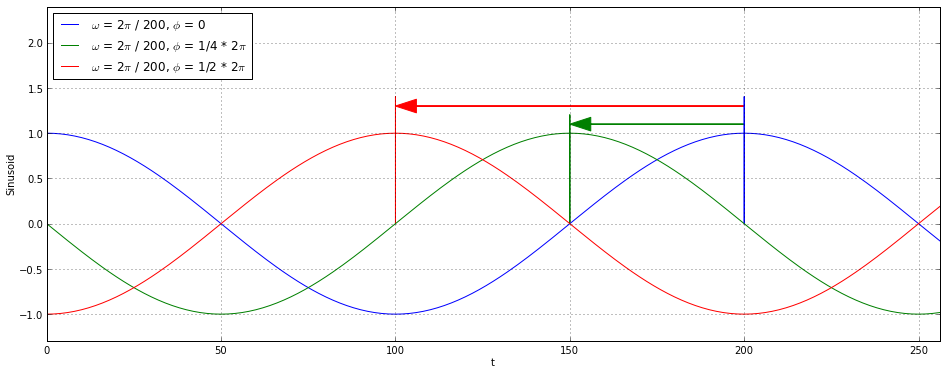 ω = 2π / 200, ϕ = 0
ω = 2π / 200, ϕ = 1/4 * 2π
ω = 2π / 200, ϕ = 1/2 * 2π
2.0
1.5
1.0
0.5
0.0
−0.5
−1.0
Sinusoid
0 50 100 150 200 250
t